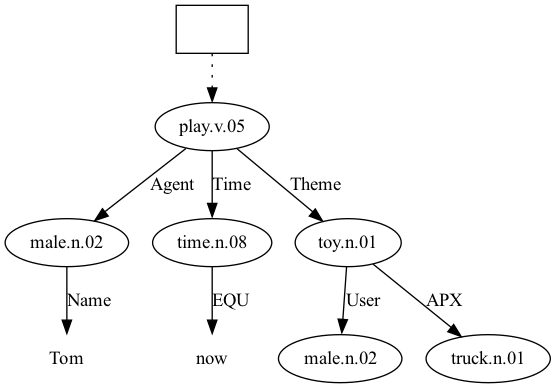 play.v.05
Agent Time Theme
male.n.02 time.n.08 toy.n.01
Name EQU User APX
Tom now male.n.02 truck.n.01